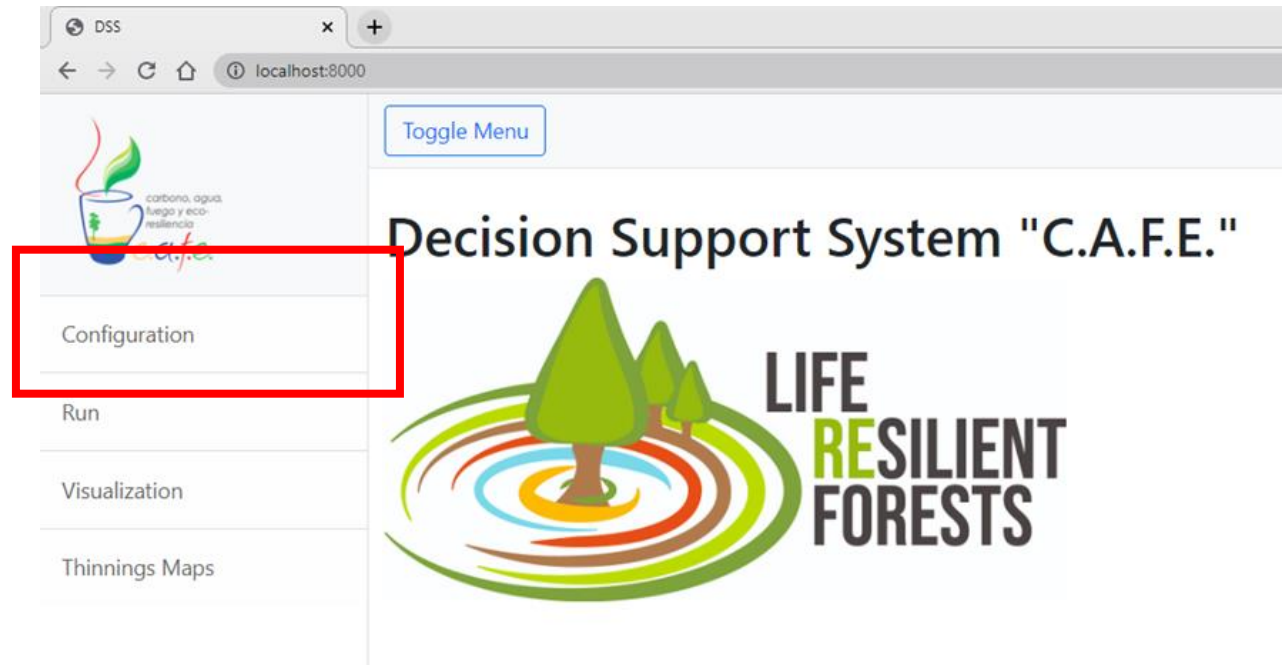 DSS
localhost:8000
carbono, agua,
fuego y eco-
resiliencia
c.a.f.e.
Toggle Menu
Decision Support System "C.A.F.E."
Configuration
Run
Visualization
Thinnings Maps
LIFE
RESILIENT
FORESTS